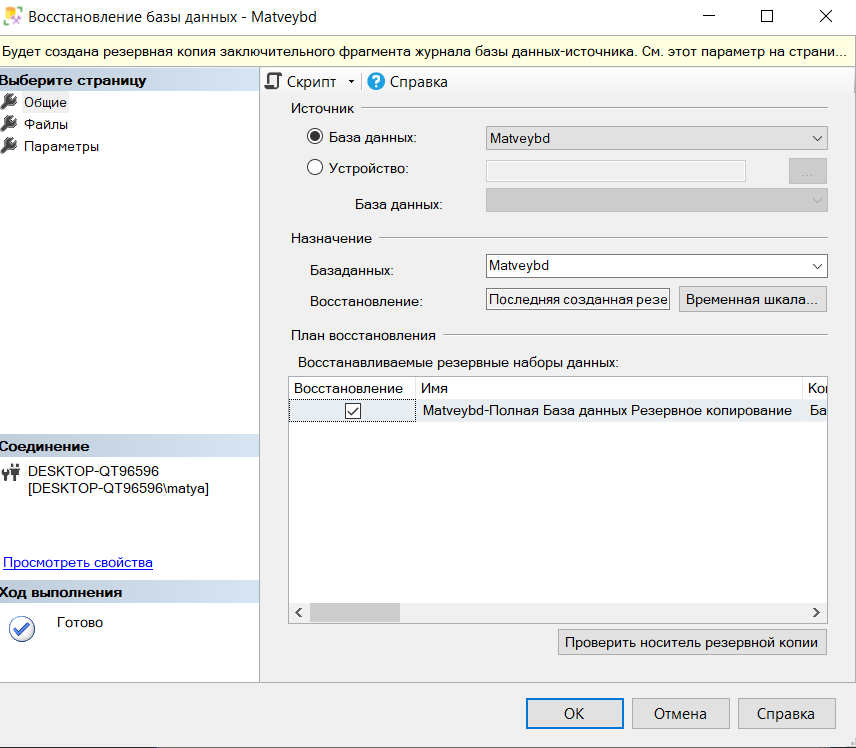 Восстановление базы данных - Matveybd
Будет создана резервная копия заключительного фрагмента журнала базы данных-источника. См. этот параметр на страни...
Выберите страницу
Общие
Файлы
Параметры
Скрипт
Справка
Источник
База данных:
Matveybd
Устройство:
...
База данных:
Назначение
Базаданных:
Matveybd
Восстановление:
Последняя созданная резе
Временная шкала...
План восстановления
Восстанавливаемые резервные наборы данных:
Восстановление Имя Ко
Matveybd-Полная База данных Резервное копирование Ба
Соединение
DESKTOP-QT96596
[DESKTOP-QT96596\matya]
Просмотреть свойства
Ход выполнения
Готово
Проверить носитель резервной копии
ОК
Отмена
Справка